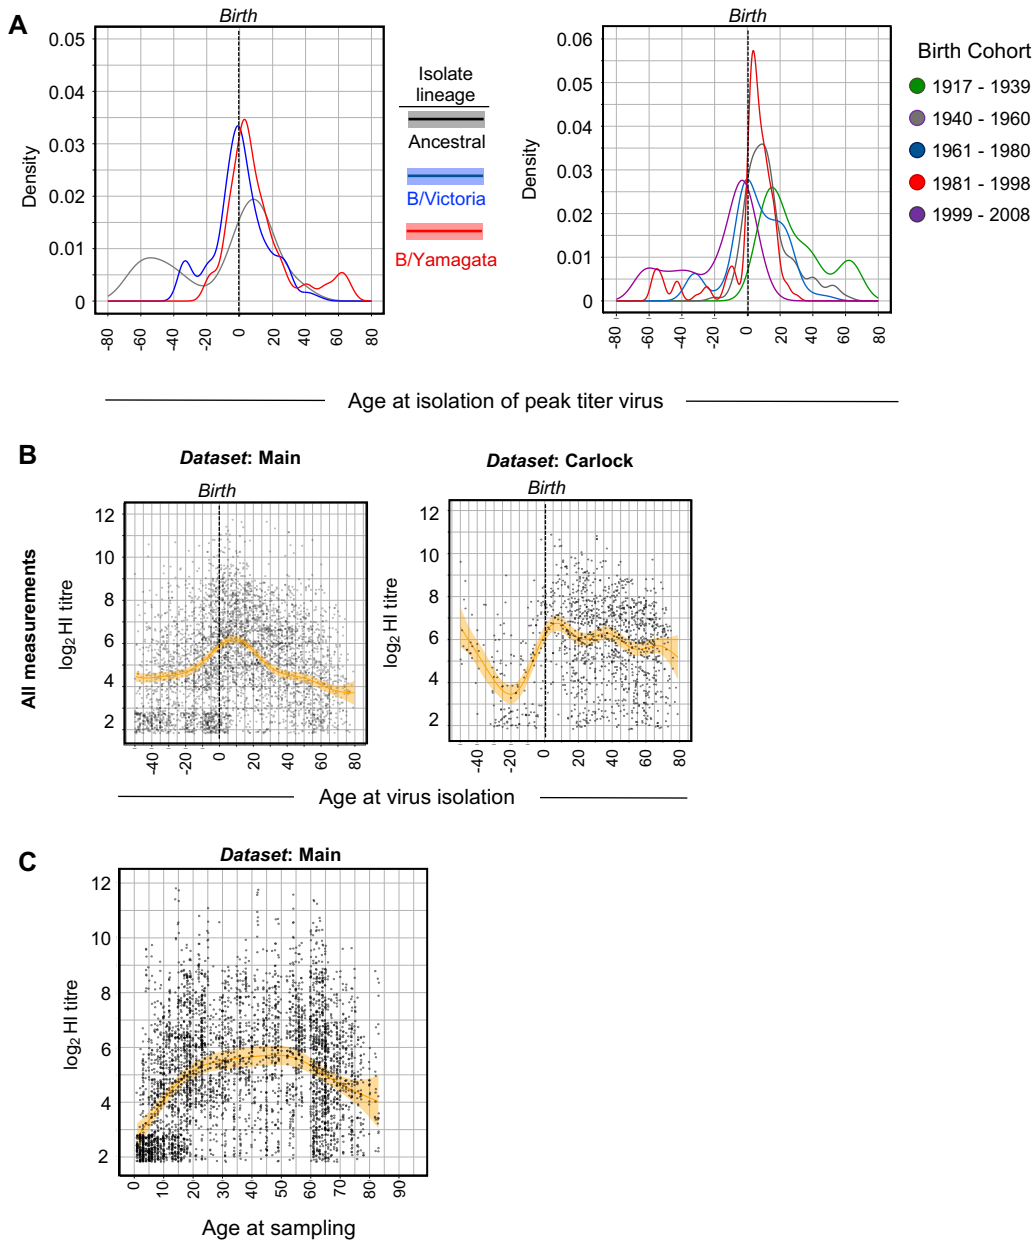 A
Birth
Birth
0.05
0.04
0.03
0.02
0.01
0
Density
-80
-60
-40
-20
0
20
40
60
80
Isolate
lineage
Ancestral
B/Victoria
B/Yamagata
0.06
0.05
0.04
0.03
0.02
0.01
0
Density
-80
-60
-40
-20
0
20
40
60
80
Birth Cohort
1917 - 1939
1940 - 1960
1961 - 1980
1981 - 1998
1999 - 2008
Age at isolation of peak titer virus
B
Dataset: Main
Dataset: Carlock
Birth
Birth
All measurements
log2 HI titre
12
10
8
6
4
2
-40
-20
0
20
40
60
80
log2 HI titre
12
10
8
6
4
2
-40
-20
0
20
40
60
80
Age at virus isolation
C
Dataset: Main
log2 HI titre
12
10
8
6
4
2
0
10
20
30
40
50
60
70
80
90
Age at sampling